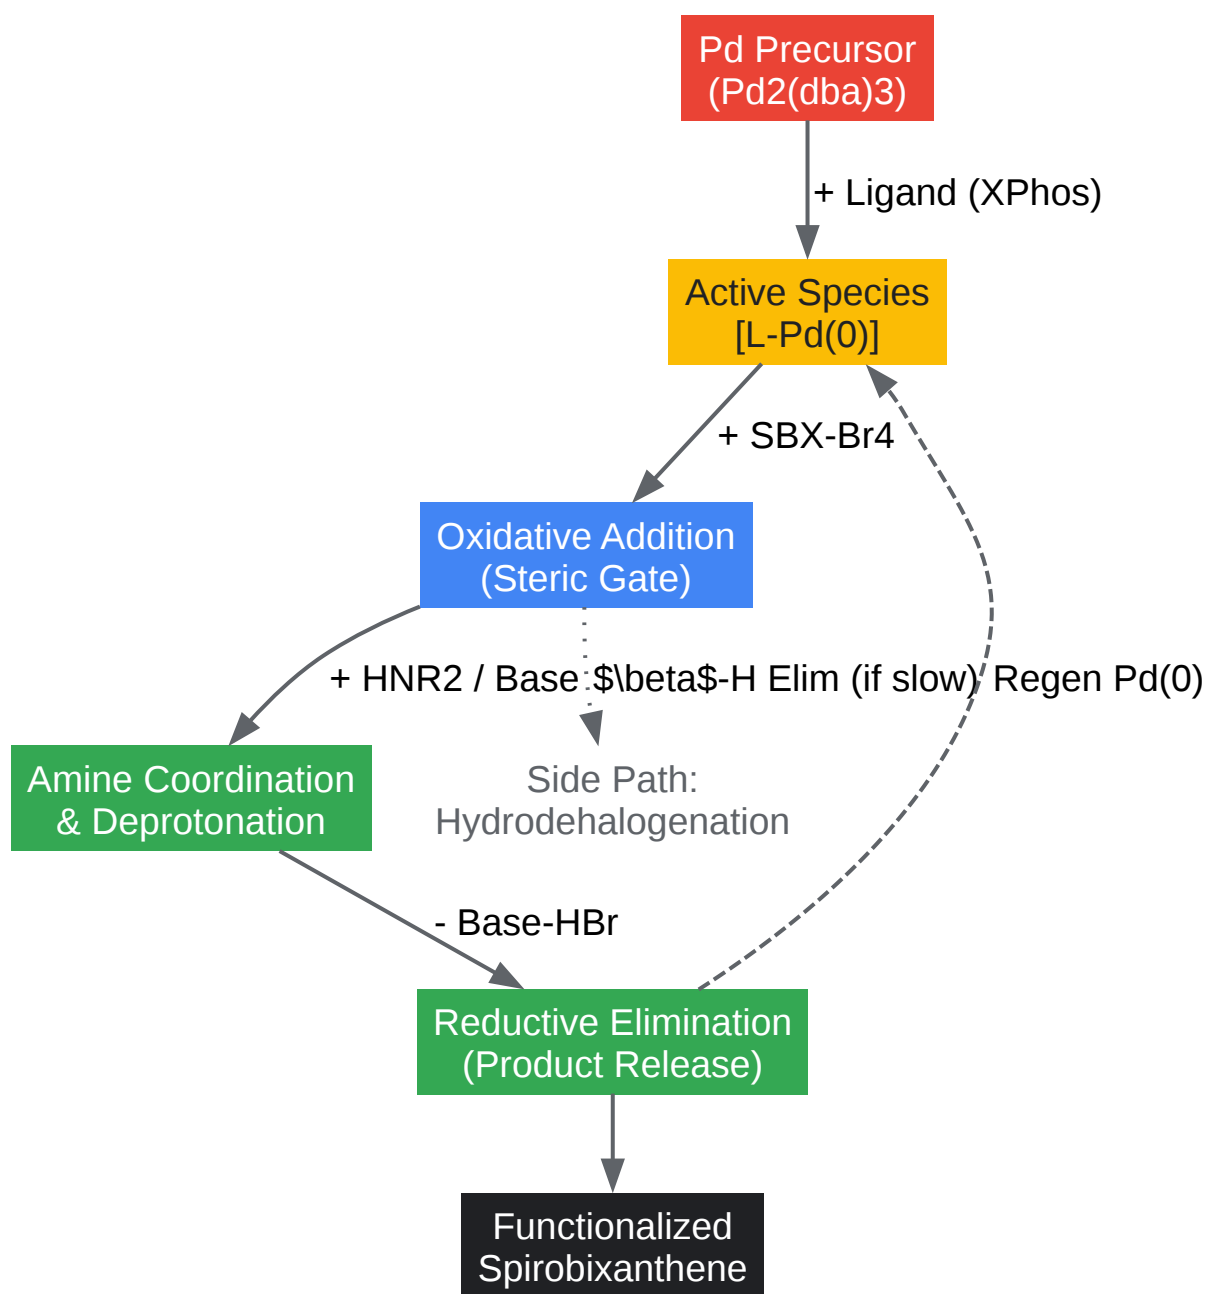 Pd Precursor
(Pd2(dba)3)
+ Ligand (XPhos)
Active Species
[L-Pd(0)]
+ SBX-Br4
Oxidative Addition
(Steric Gate)
+ HNR2 / Base
$\beta$-H Elim (if slow)
Regen Pd(0)
Amine Coordination
& Deprotonation
Side Path:
Hydrodehalogenation
- Base-HBr
Reductive Elimination
(Product Release)
Functionalized
Spirobixanthene